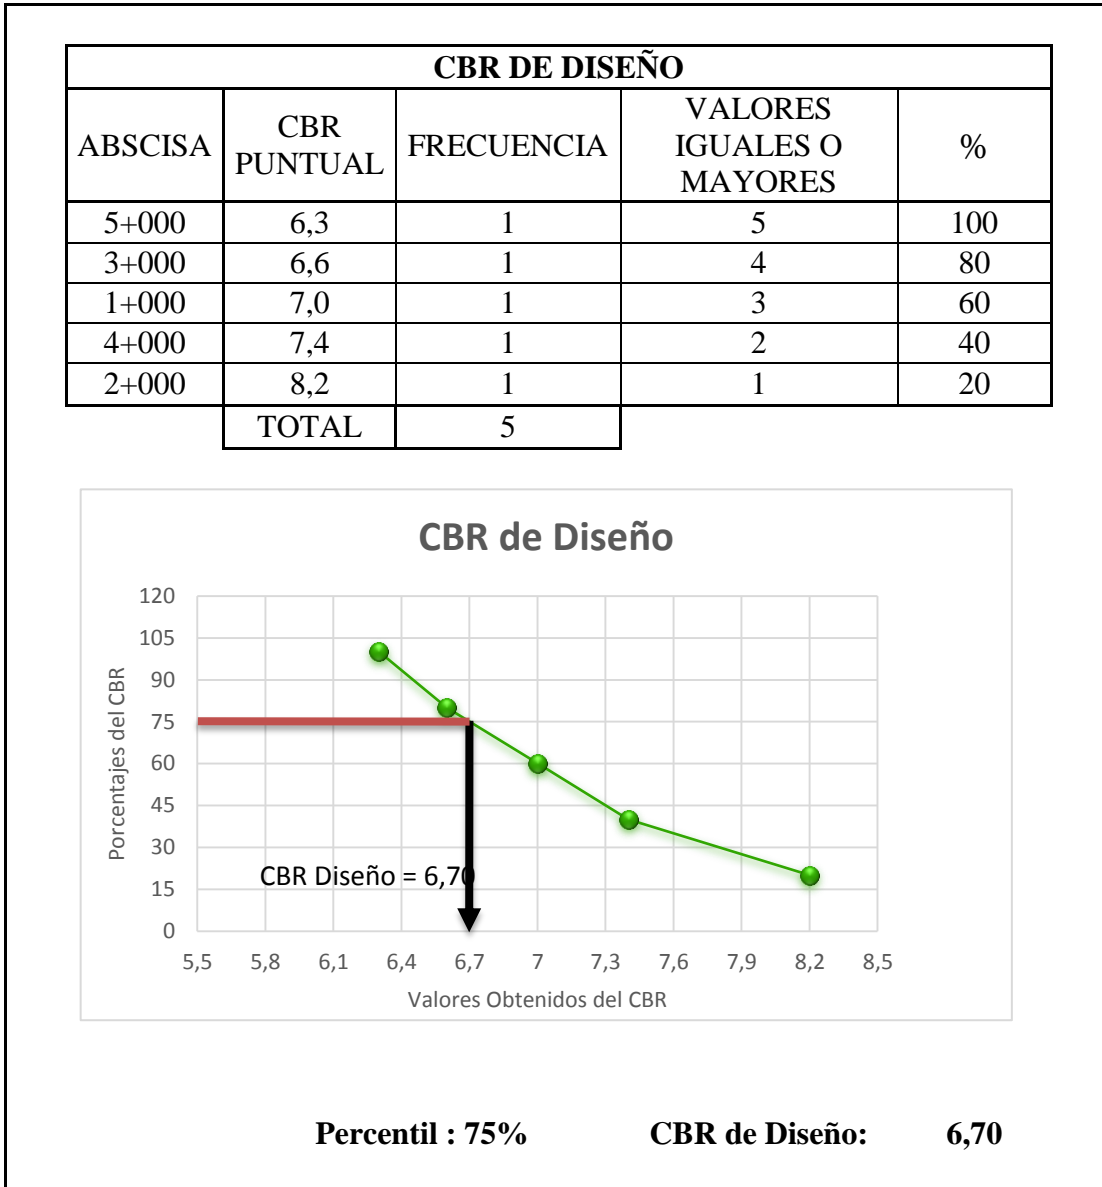 CBR DE DISEÑO
ABSCISA CBR PUNTUAL FRECUENCIA VALORES IGUALES O MAYORES %
5+000 6,3 1 5 100
3+000 6,6 1 4 80
1+000 7,0 1 3 60
4+000 7,4 1 2 40
2+000 8,2 1 1 20
TOTAL 5
CBR de Diseño
120
105
90
75
60
45
30
15
0
Porcentajes del CBR
CBR Diseño = 6,70
5,5 5,8 6,1 6,4 6,7 7 7,3 7,6 7,9 8,2 8,5
Valores Obtenidos del CBR
Percentil : 75% CBR de Diseño: 6,70